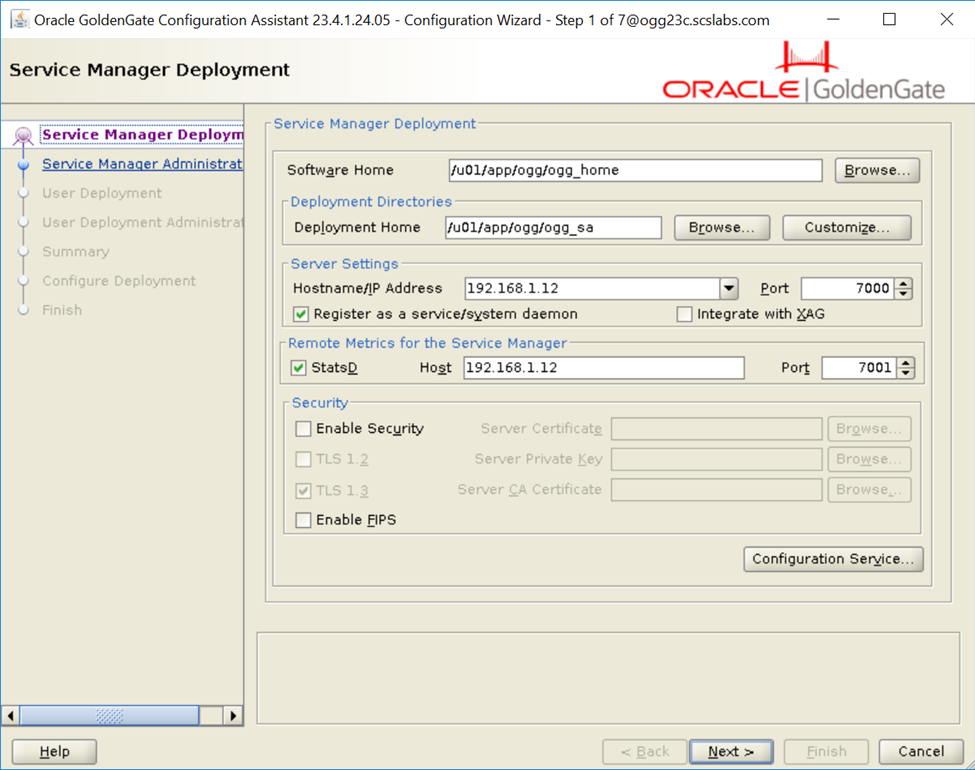 Oracle GoldenGate Configuration Assistant 23.4.1.24.05 - Configuration Wizard - Step 1 of 7@ogg23c.scslabs.com
Service Manager Deployment
ORACLE GoldenGate
Service Manager Deploym
Service Manager Administrat
User Deployment
User Deployment Administra
Summary
Configure Deployment
Finish
Service Manager Deployment
Software Home /u01/app/ogg/ogg_home Browse...
Deployment Directories
Deployment Home /u01/app/ogg/ogg_sa Browse... Customize...
Server Settings
Hostname/IP Address 192.168.1.12 Port 7000
Register as a service/system daemon Integrate with XAG
Remote Metrics for the Service Manager
StatsD Host 192.168.1.12 Port 7001
Security
Enable Security Server Certificate Browse...
TLS 1.2 Server Private Key Browse...
TLS 1.3 Server CA Certificate Browse...
Enable FIPS
Configuration Service...
Help < Back Next > Finish Cancel